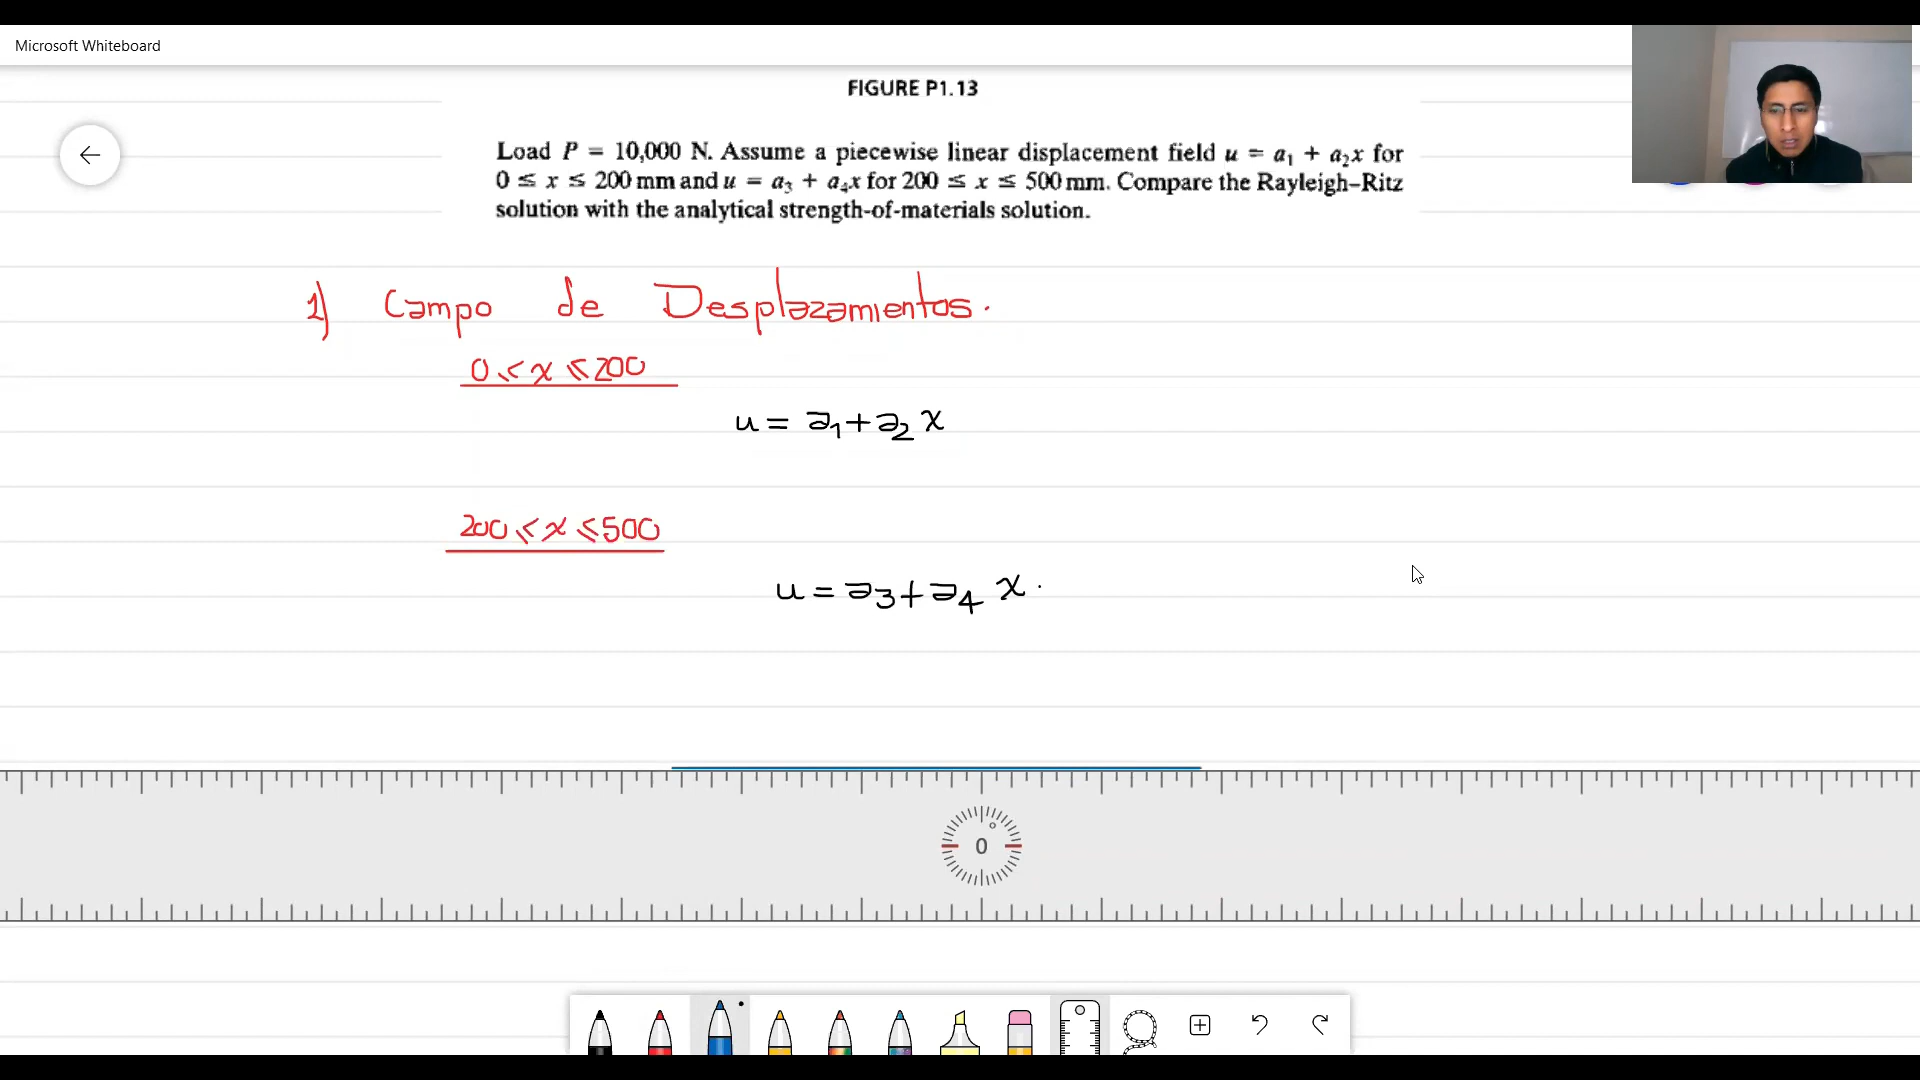 Microsoft Whiteboard
FIGURE P1.13
Load P = 10,000 N. Assume a piecewise linear displacement field u = a₁ + a₂x for
0 ≤ x ≤ 200 mm and u = a₃ + a₄x for 200 ≤ x ≤ 500 mm. Compare the Rayleigh–Ritz
solution with the analytical strength-of-materials solution.
1) Campo de Desplazamientos.
0 ≤ x ≤ 200
u = a₁ + a₂ x
200 ≤ x ≤ 500
u = a₃ + a₄ x .
0